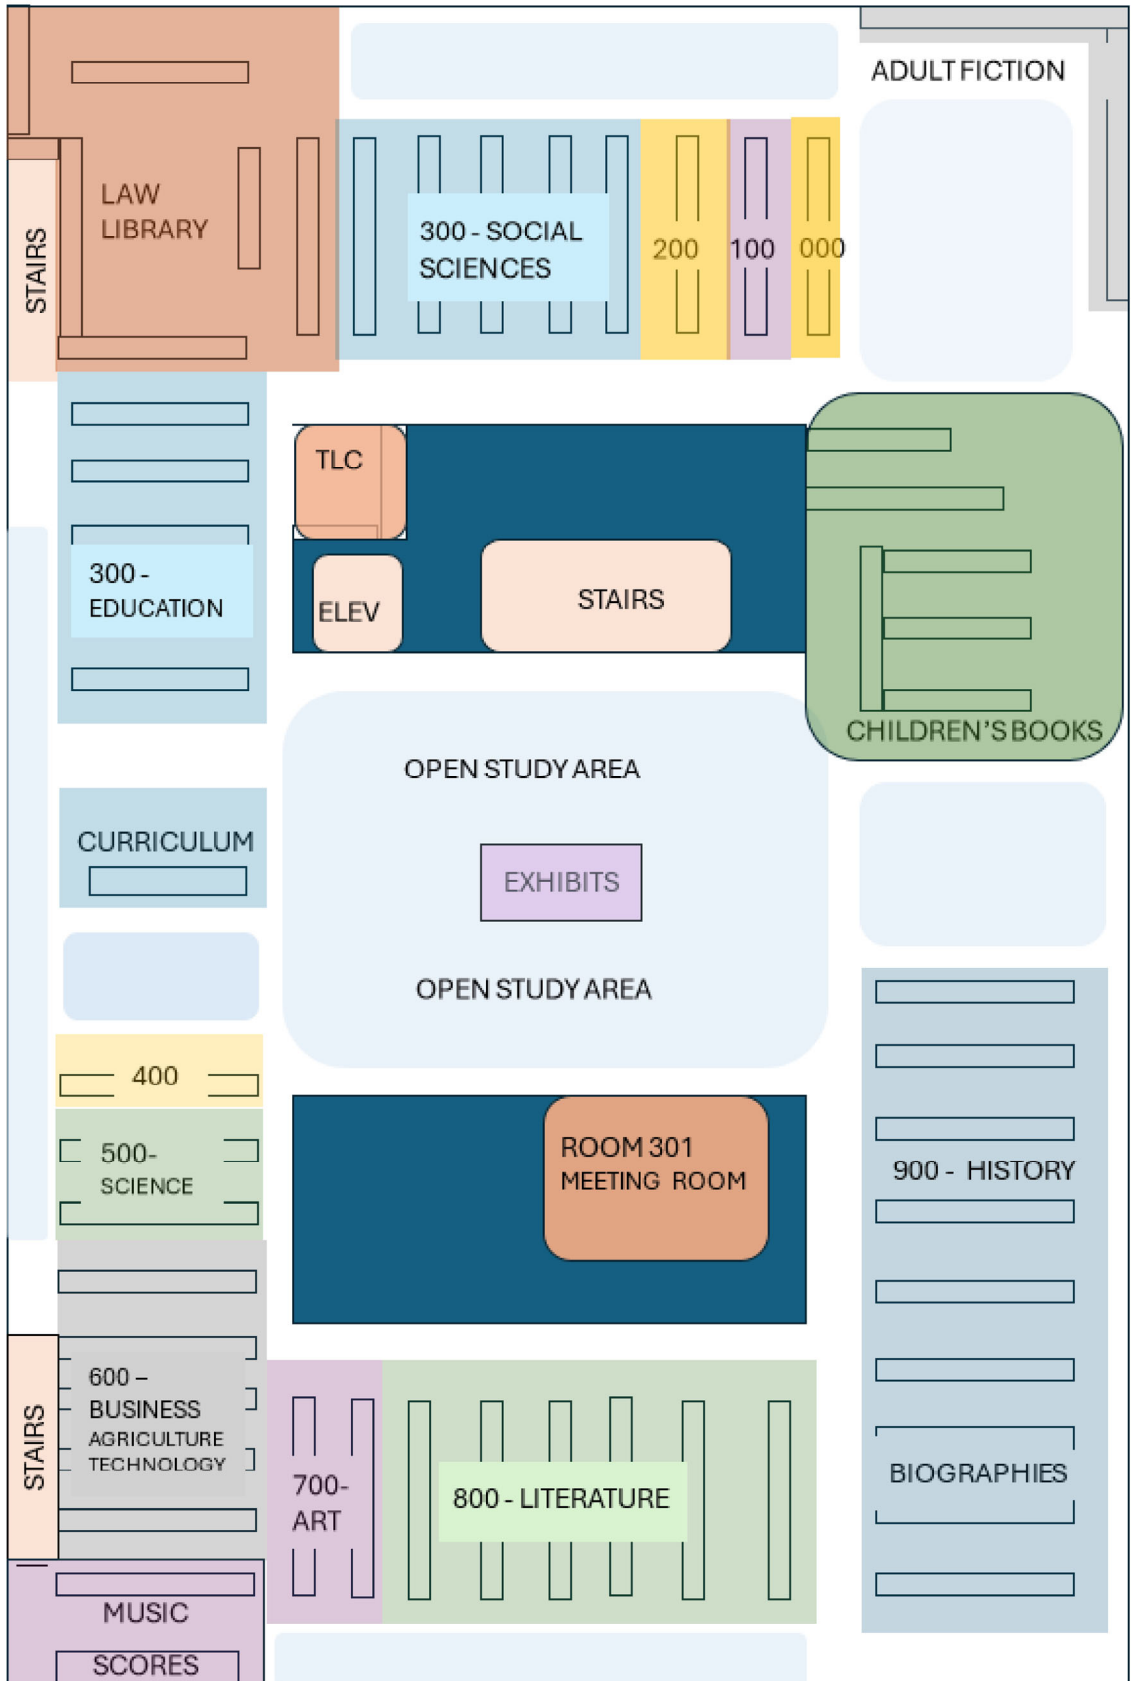 ADULT FICTION
LAW
LIBRARY
STAIRS
300 - SOCIAL
SCIENCES
200
100
000
TLC
ELEV
STAIRS
300 -
EDUCATION
CHILDREN'S BOOKS
OPEN STUDY AREA
CURRICULUM
EXHIBITS
OPEN STUDY AREA
400
500-
SCIENCE
ROOM 301
MEETING ROOM
900 - HISTORY
STAIRS
600 –
BUSINESS
AGRICULTURE
TECHNOLOGY
700-
ART
800 - LITERATURE
BIOGRAPHIES
MUSIC
SCORES